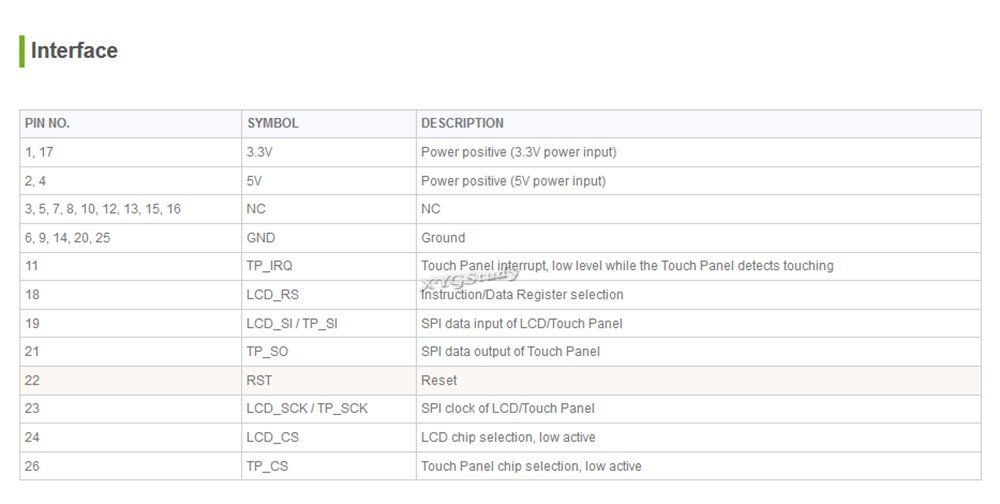 Interface
PIN NO. SYMBOL DESCRIPTION
1, 17 3.3V Power positive (3.3V power input)
2, 4 5V Power positive (5V power input)
3, 5, 7, 8, 10, 12, 13, 15, 16 NC NC
6, 9, 14, 20, 25 GND Ground
11 TP_IRQ Touch Panel interrupt, low level while the Touch Panel detects touching
XYGStudy
18 LCD_RS Instruction/Data Register selection
19 LCD_SI / TP_SI SPI data input of LCD/Touch Panel
21 TP_SO SPI data output of Touch Panel
22 RST Reset
23 LCD_SCK / TP_SCK SPI clock of LCD/Touch Panel
24 LCD_CS LCD chip selection, low active
26 TP_CS Touch Panel chip selection, low active